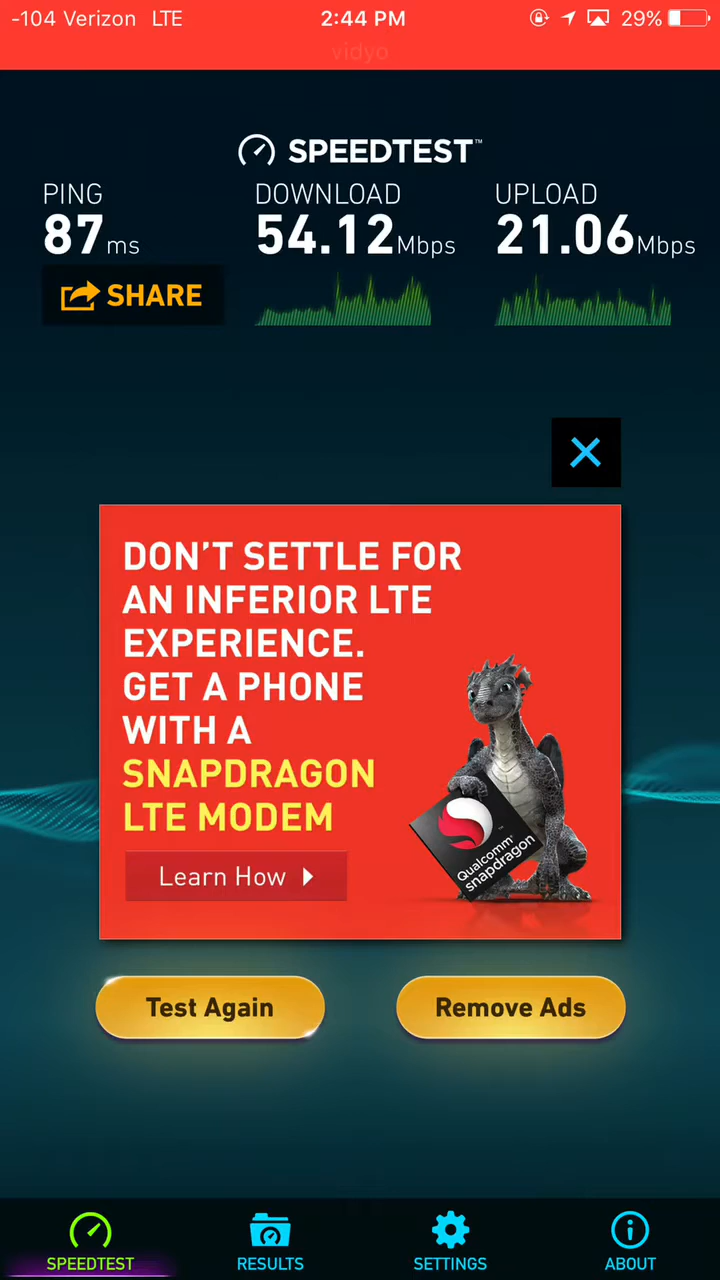 -104 Verizon LTE 2:44 PM 29%
vidyo
SPEEDTEST™
PING DOWNLOAD UPLOAD
87ms 54.12Mbps 21.06Mbps
SHARE
DON'T SETTLE FOR
AN INFERIOR LTE
EXPERIENCE.
GET A PHONE
WITH A
SNAPDRAGON
LTE MODEM
Learn How
Qualcomm®
snapdragon™
Test Again Remove Ads
SPEEDTEST RESULTS SETTINGS ABOUT